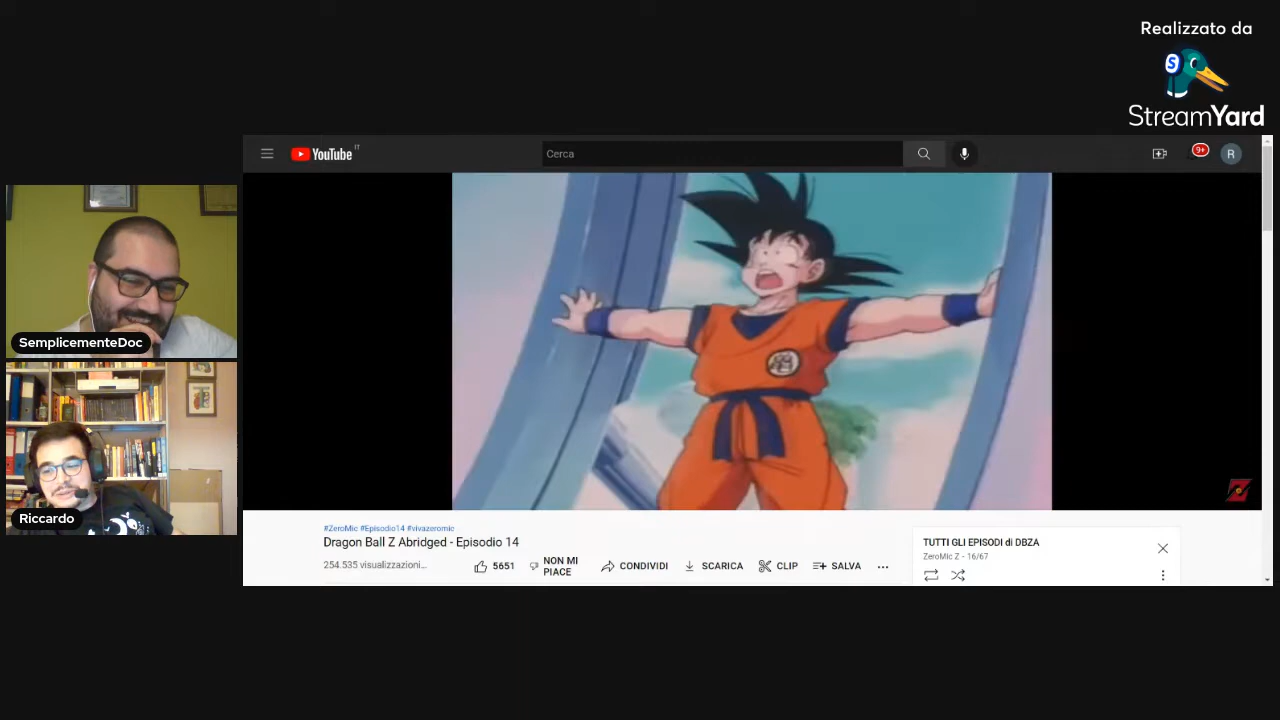 Realizzato da
StreamYard
YouTube IT
Cerca
9+
R
SemplicementeDoc
Riccardo
#ZeroMic #Episodio14 #vivazeromic
Dragon Ball Z Abridged - Episodio 14
254.535 visualizzazioni...
5651
NON MI PIACE
CONDIVIDI
SCARICA
CLIP
SALVA
TUTTI GLI EPISODI di DBZA
ZeroMic Z - 16/67